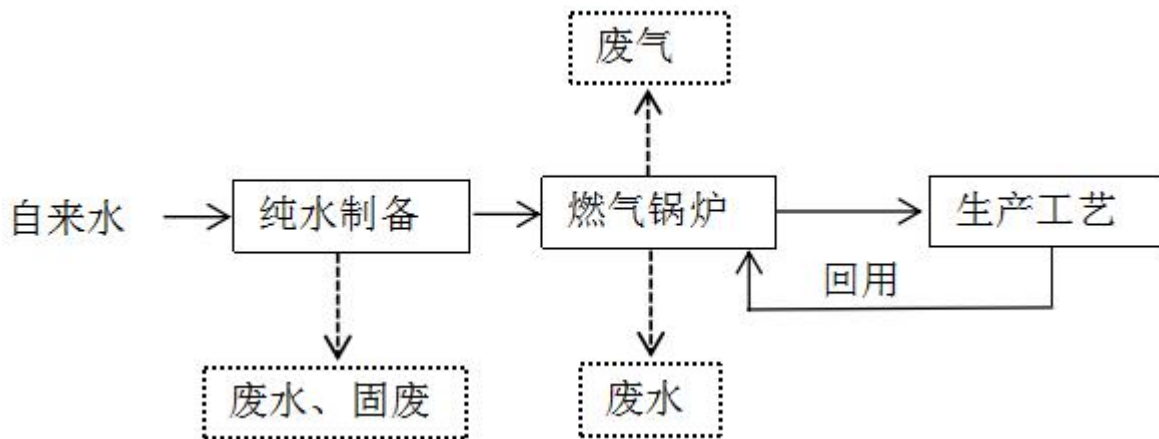 废气
自来水
纯水制备
燃气锅炉
生产工艺
回用
废水、固废
废水